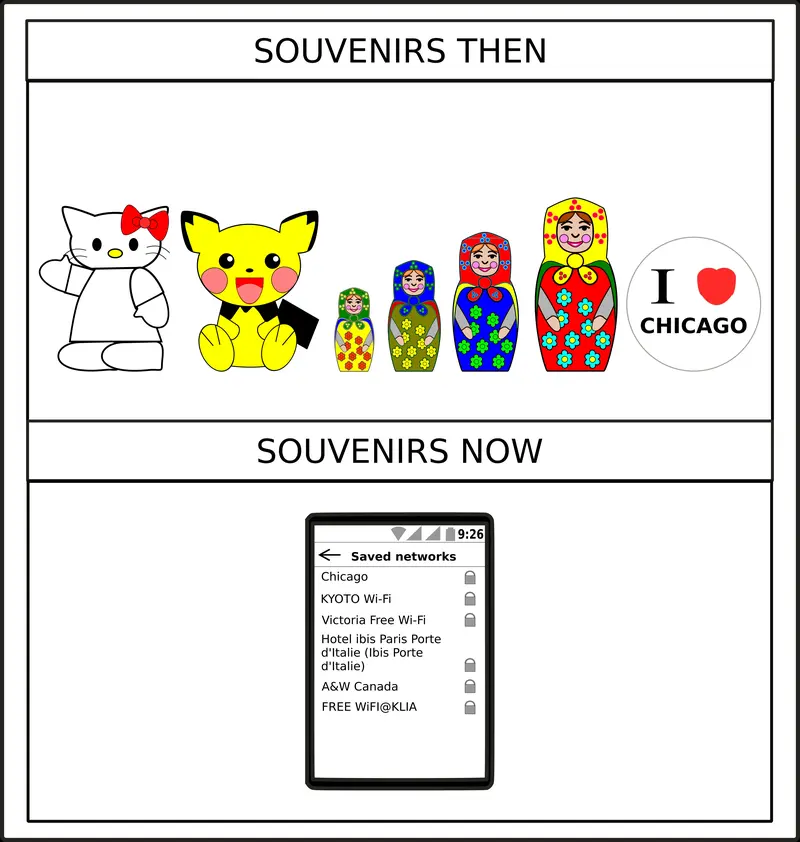 SOUVENIRS THEN
I
CHICAGO
SOUVENIRS NOW
9:26
Saved networks
Chicago
KYOTO Wi-Fi
Victoria Free Wi-Fi
Hotel ibis Paris Porte
d'Italie (Ibis Porte
d'Italie)
A&W Canada
FREE WiFI@KLIA